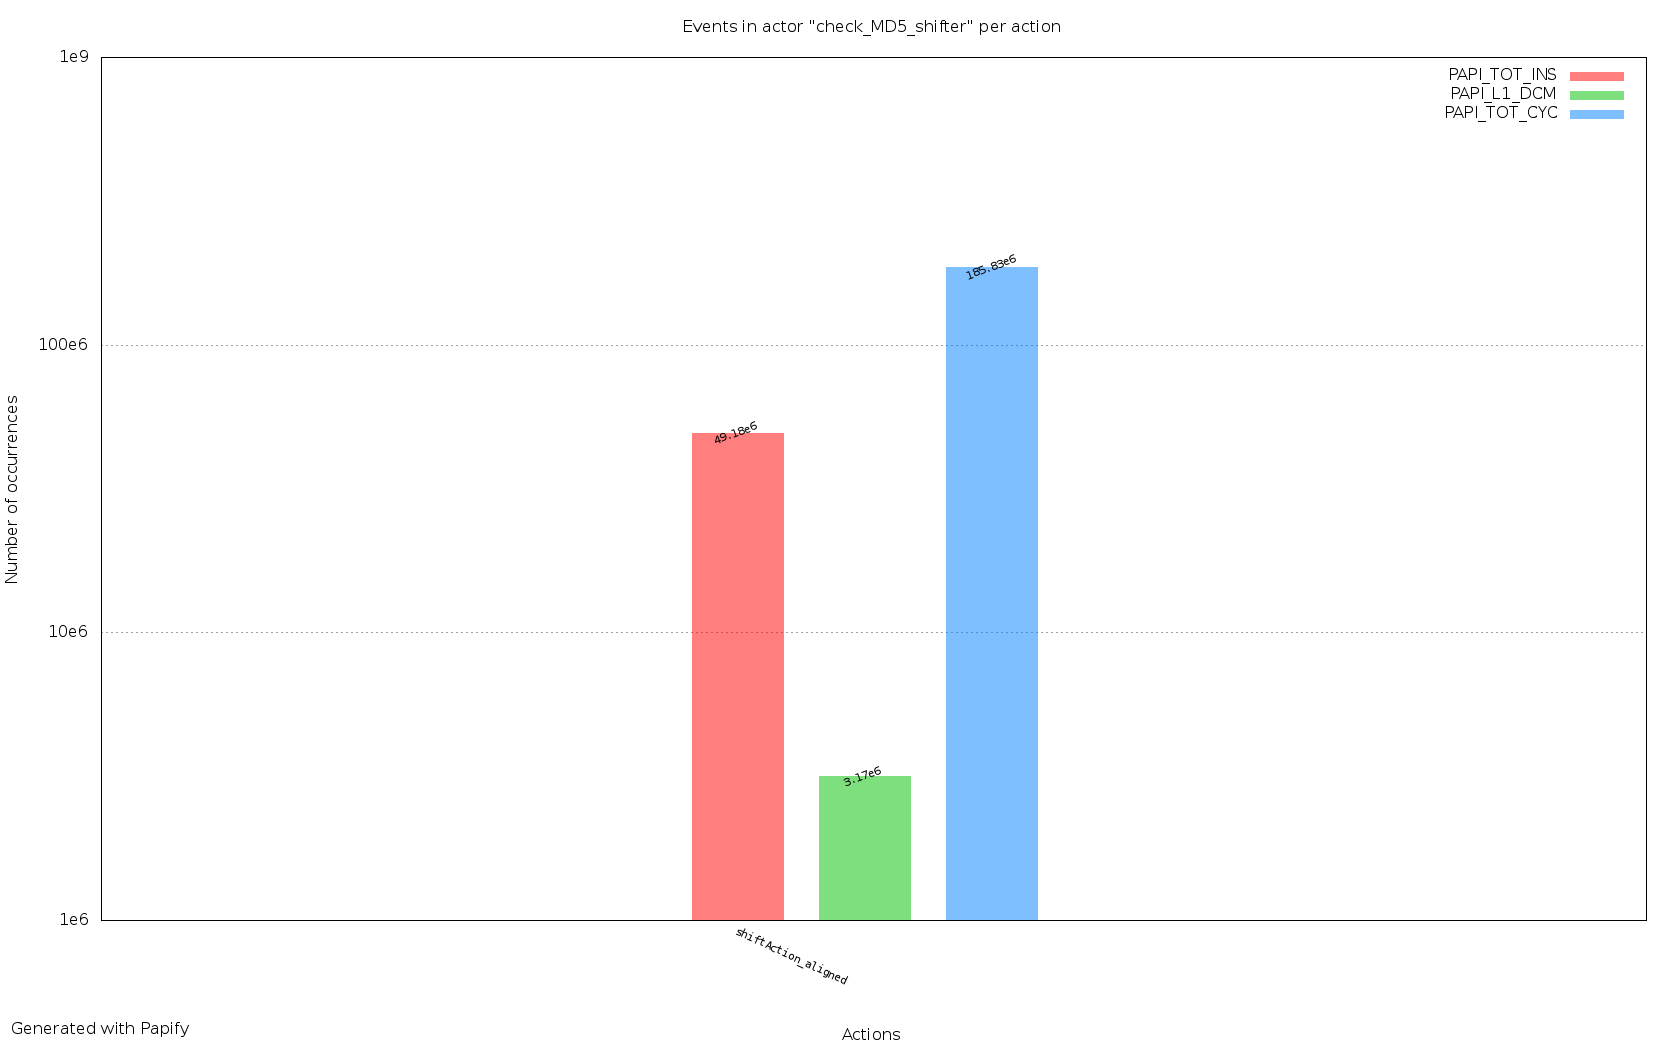 Events in actor "check_MD5_shifter" per action
1e9
PAPI_TOT_INS
PAPI_L1_DCM
PAPI_TOT_CYC
185.83e6
100e6
49.18e6
Number of occurrences
10e6
3.17e6
1e6
shiftAction_aligned
Generated with Papify
Actions